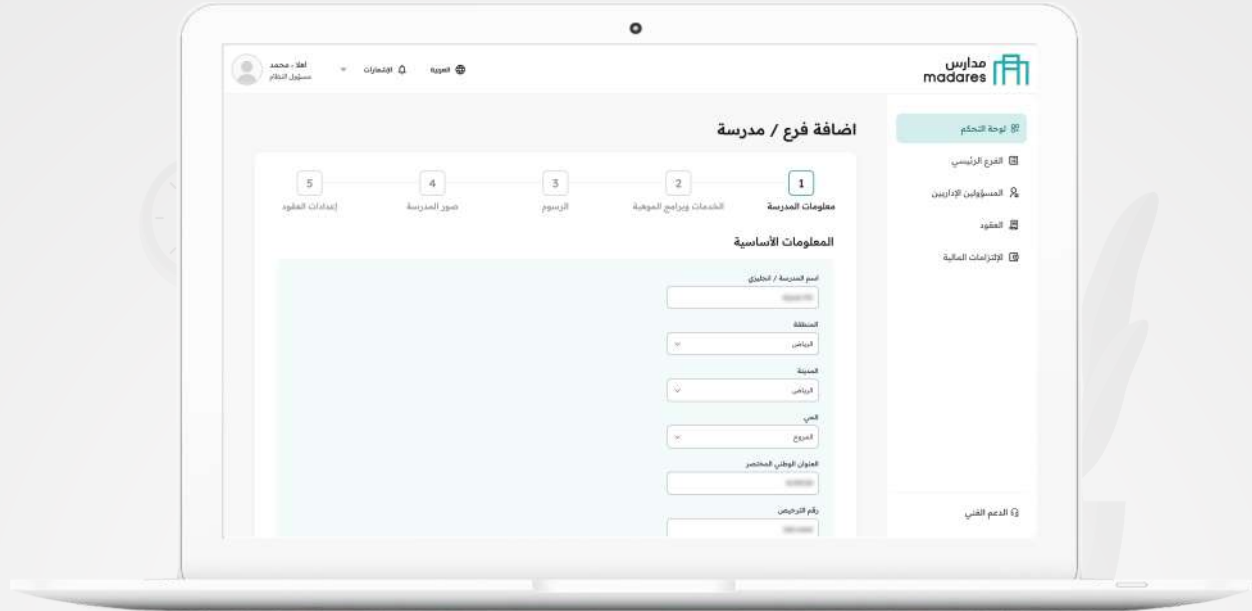 مدارس
madares
العربية
الإشعارات
اهلا ، محمد
مسؤول النظام
لوحة التحكم
الفرع الرئيسي
المسؤولين الإداريين
العقود
الإلتزامات المالية
الدعم الفني
اضافة فرع / مدرسة
1
2
3
4
5
معلومات المدرسة
الخدمات وبرامج الموهبة
الرسوم
صور المدرسة
إعدادات العقود
المعلومات الأساسية
اسم المدرسة / انجليزي
المنطقة
الرياض
المدينة
الرياض
الحي
المروج
العنوان الوطني المختصر
رقم الترخيص